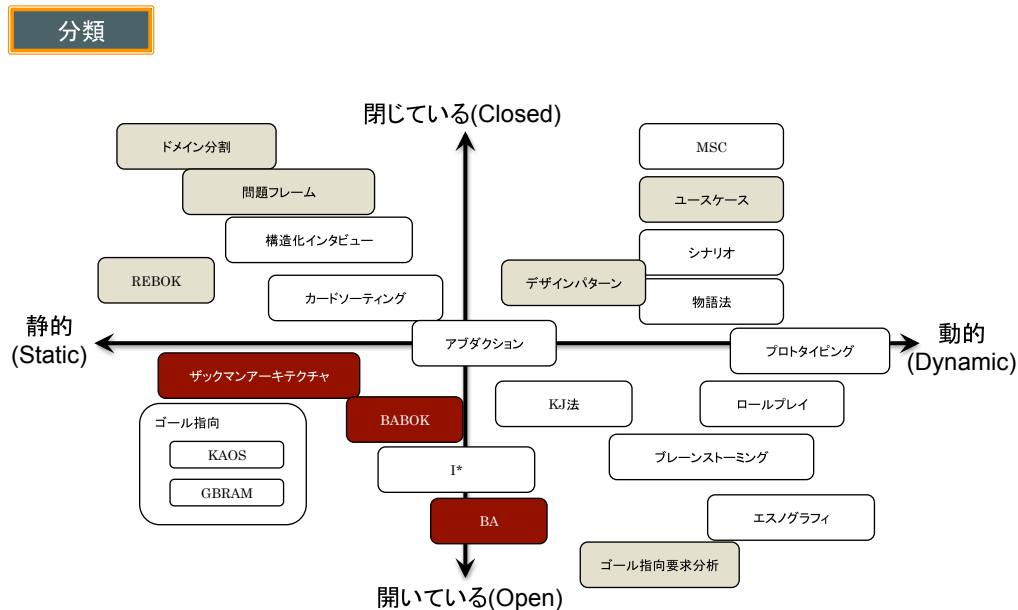 分類
閉じている(Closed)
ドメイン分割
MSC
問題フレーム
ユースケース
構造化インタビュー
シナリオ
REBOK
デザインパターン
カードソーティング
物語法
静的
(Static)
アブダクション
プロトタイピング
動的
(Dynamic)
ザックマンアーキテクチャ
BABOK
KJ法
ロールプレイ
ゴール指向
KAOS
GBRAM
I*
ブレーンストーミング
BA
エスノグラフィ
ゴール指向要求分析
開いている(Open)